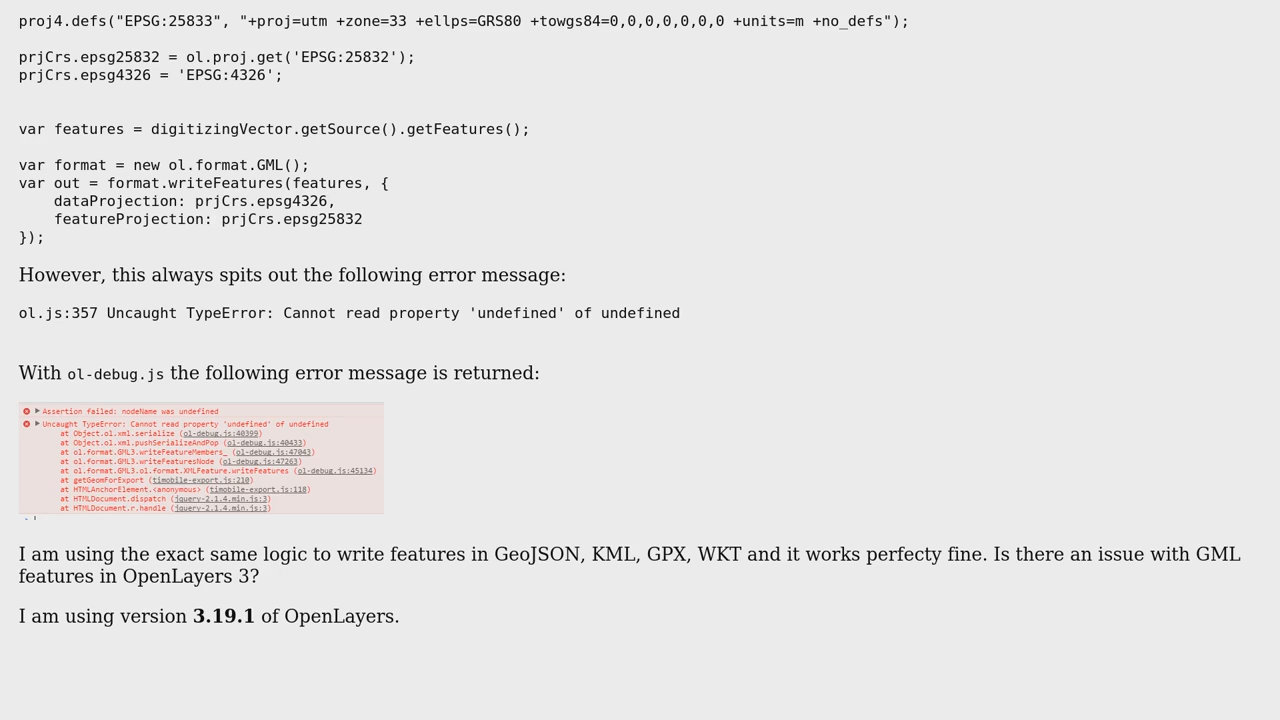 proj4.defs("EPSG:25833", "+proj=utm +zone=33 +ellps=GRS80 +towgs84=0,0,0,0,0,0,0 +units=m +no_defs");
prjCrs.epsg25832 = ol.proj.get('EPSG:25832');
prjCrs.epsg4326 = 'EPSG:4326';
var features = digitizingVector.getSource().getFeatures();
var format = new ol.format.GML();
var out = format.writeFeatures(features, {
    dataProjection: prjCrs.epsg4326,
    featureProjection: prjCrs.epsg25832
});
However, this always spits out the following error message:
ol.js:357 Uncaught TypeError: Cannot read property 'undefined' of undefined
With ol-debug.js the following error message is returned:
Assertion failed: nodeName was undefined
Uncaught TypeError: Cannot read property 'undefined' of undefined
at Object.ol.xml.serialize (ol-debug.js:40399)
at Object.ol.xml.pushSerializeAndPop (ol-debug.js:40433)
at ol.format.GML3.writeFeatureMembers_ (ol-debug.js:47043)
at ol.format.GML3.writeFeaturesNode (ol-debug.js:47263)
at ol.format.GML3.ol.format.XMLFeature.writeFeatures (ol-debug.js:45134)
at getGeomForExport (timobile-export.js:210)
at HTMLAnchorElement.<anonymous> (timobile-export.js:118)
at HTMLDocument.dispatch (jquery-2.1.4.min.js:3)
at HTMLDocument.r.handle (jquery-2.1.4.min.js:3)
I am using the exact same logic to write features in GeoJSON, KML, GPX, WKT and it works perfecty fine. Is there an issue with GML
features in OpenLayers 3?
I am using version 3.19.1 of OpenLayers.